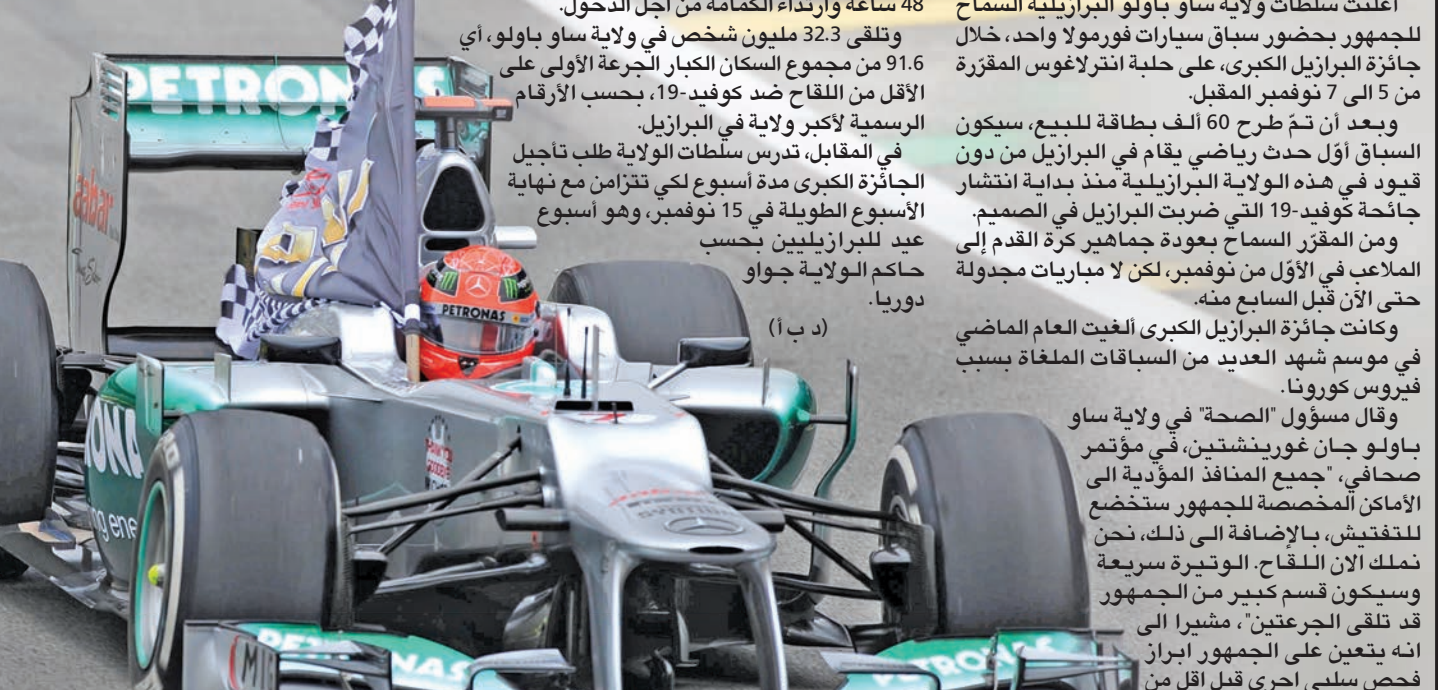 أعلنت سلطات ولاية ساو باولو البرازيلية السماح
للجمهور بحضور سباق سيارات فورمولا واحد، خلال
جائزة البرازيل الكبرى، على حلبة انترلاغوس المقرّرة
من 5 الى 7 نوفمبر المقبل.
وبعد أن تمّ طرح 60 ألف بطاقة للبيع، سيكون
السباق أوّل حدث رياضي يقام في البرازيل من دون
قيود في هذه الولاية البرازيلية منذ بداية انتشار
جائحة كوفيد-19 التي ضربت البرازيل في الصميم.
ومن المقرّر السماح بعودة جماهير كرة القدم إلى
الملاعب في الأوّل من نوفمبر، لكن لا مباريات مجدولة
حتى الآن قبل السابع منه.
وكانت جائزة البرازيل الكبرى ألغيت العام الماضي
في موسم شهد العديد من السباقات الملغاة بسبب
فيروس كورونا.
وقال مسؤول "الصحة" في ولاية ساو
باولو جان غورينشتين، في مؤتمر
صحافي، "جميع المنافذ المؤدية الى
الأماكن المخصصة للجمهور ستخضع
للتفتيش، بالإضافة الى ذلك، نحن
نملك الان اللقاح. الوتيرة سريعة
وسيكون قسم كبير من الجمهور
قد تلقى الجرعتين"، مشيرا الى
انه يتعين على الجمهور ابراز
فحص سلبي اجري قبل اقل من
48 ساعة وارتداء الكمامة من أجل الدخول.
وتلقى 32.3 مليون شخص في ولاية ساو باولو، أي
91.6 من مجموع السكان الكبار الجرعة الأولى على
الأقل من اللقاح ضد كوفيد-19، بحسب الأرقام
الرسمية لأكبر ولاية في البرازيل.
في المقابل، تدرس سلطات الولاية طلب تأجيل
الجائزة الكبرى مدة أسبوع لكي تتزامن مع نهاية
الأسبوع الطويلة في 15 نوفمبر، وهو أسبوع
عيد للبرازيليين بحسب
حاكم الولاية جواو
دوريا.
(د ب أ)
PETRONAS
aabar
PETRONAS
PETRONAS
PETRONAS